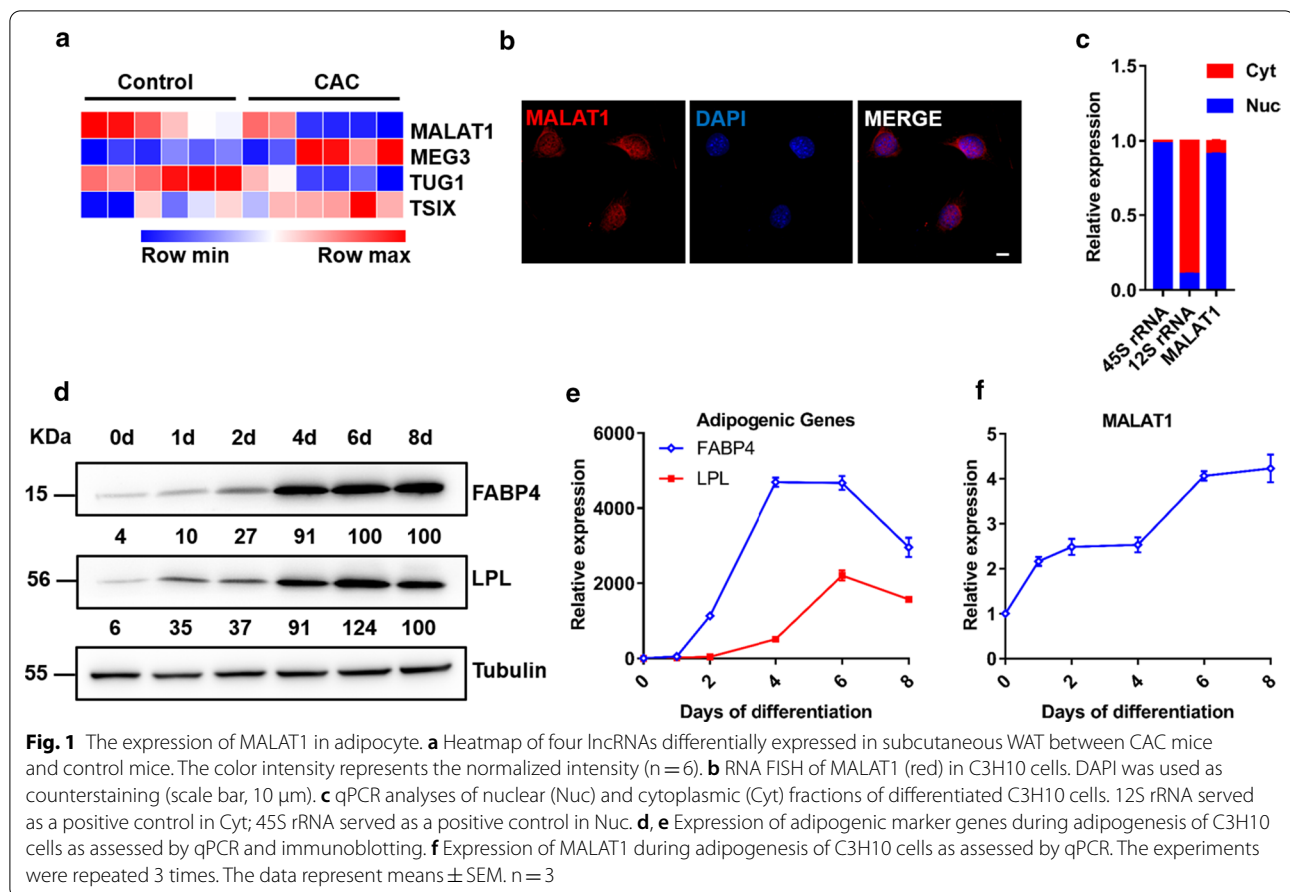 a
Control CAC
MALAT1
MEG3
TUG1
TSIX
Row min Row max
b
MALAT1 DAPI MERGE
c
Relative expression
1.5
1.0
0.5
0.0
Cyt
Nuc
45S rRNA
12S rRNA
MALAT1
d
KDa 0d 1d 2d 4d 6d 8d
15 FABP4
4 10 27 91 100 100
56 LPL
6 35 37 91 124 100
55 Tubulin
e
Adipogenic Genes
FABP4
LPL
Relative expression
6000
4000
2000
0
0 2 4 6 8
Days of differentiation
f
MALAT1
Relative expression
5
4
3
2
1
0
0 2 4 6 8
Days of differentiation
Fig. 1 The expression of MALAT1 in adipocyte. a Heatmap of four lncRNAs differentially expressed in subcutaneous WAT between CAC mice
and control mice. The color intensity represents the normalized intensity (n = 6). b RNA FISH of MALAT1 (red) in C3H10 cells. DAPI was used as
counterstaining (scale bar, 10 μm). c qPCR analyses of nuclear (Nuc) and cytoplasmic (Cyt) fractions of differentiated C3H10 cells. 12S rRNA served
as a positive control in Cyt; 45S rRNA served as a positive control in Nuc. d, e Expression of adipogenic marker genes during adipogenesis of C3H10
cells as assessed by qPCR and immunoblotting. f Expression of MALAT1 during adipogenesis of C3H10 cells as assessed by qPCR. The experiments
were repeated 3 times. The data represent means ± SEM. n = 3